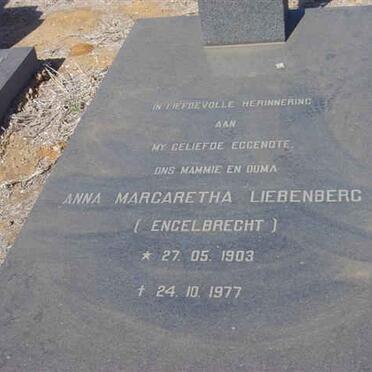 IN LIEFDEVOLLE HERINNERING
AAN
MY GELIEFDE EGGENOTE,
ONS MAMMIE EN OUMA
ANNA MARGARETHA LIEBENBERG
( ENGELBRECHT )
* 27. 05. 1903
† 24. 10. 1977